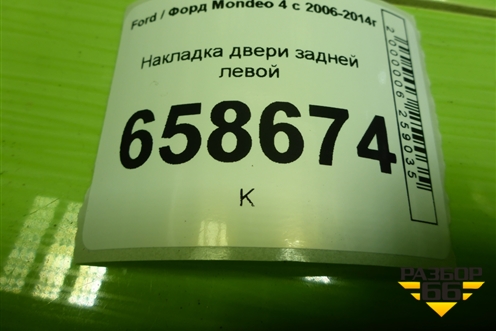 Ford / Форд Mondeo 4 с 2006-2014г
Накладка двери задней
левой
658674
К
2000006259035
РАЗБОР
66